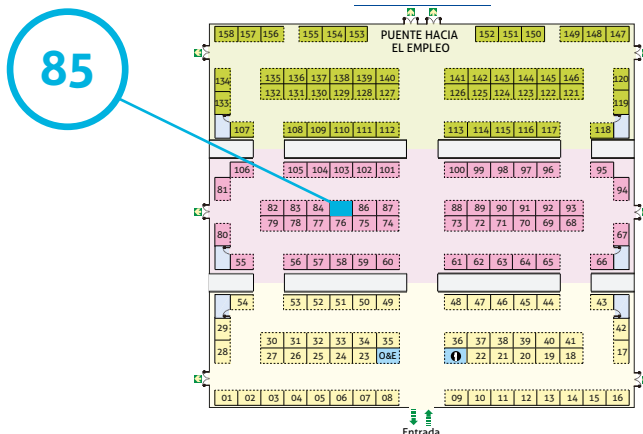 85
158 157 156 155 154 153 PUENTE HACIA 152 151 150 149 148 147
EL EMPLEO
134 135 136 137 138 139 140 141 142 143 144 145 146 120
133 132 131 130 129 128 127 126 125 124 123 122 121 119
107 108 109 110 111 112 113 114 115 116 117 118
106 105 104 103 102 101 100 99 98 97 96 95
81 94
82 83 84 86 87 88 89 90 91 92 93
79 78 77 76 75 74 73 72 71 70 69 68
80 67
55 56 57 58 59 60 61 62 63 64 65 66
54 53 52 51 50 49 48 47 46 45 44 43
29 42
30 31 32 33 34 35 36 37 38 39 40 41
28 27 26 25 24 23 O&E 22 21 20 19 18 17
01 02 03 04 05 06 07 08 09 10 11 12 13 14 15 16
Entrada